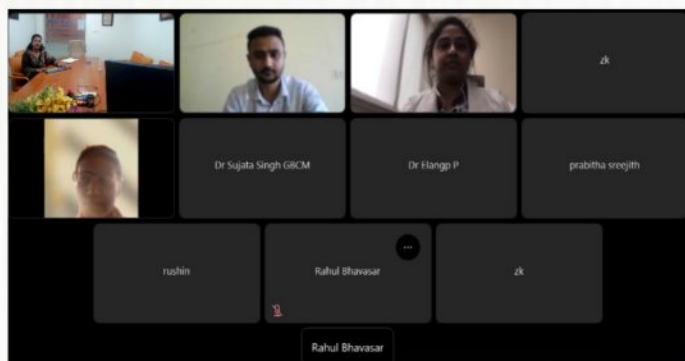 zk
Dr Sujata Singh GBCM
Dr Elangp P
prabitha sreejith
rushin
Rahul Bhavasar
zk
Rahul Bhavasar